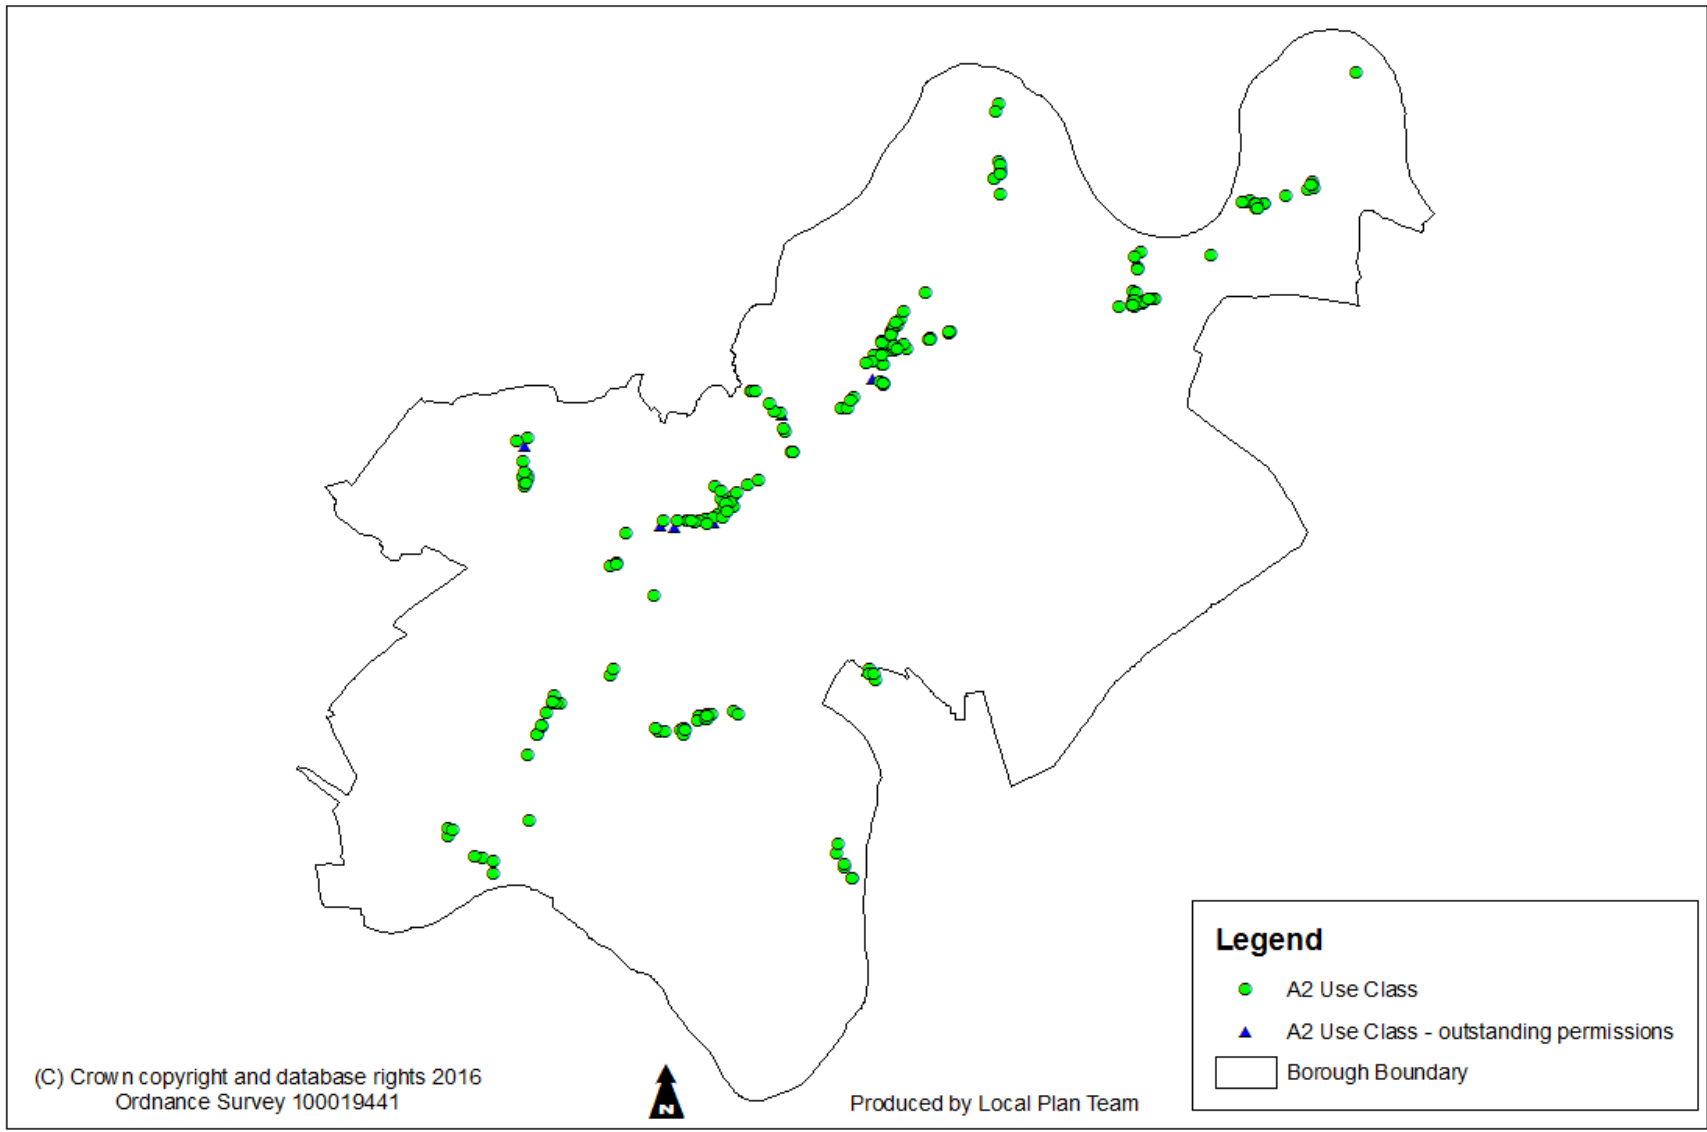 Legend
A2 Use Class
A2 Use Class - outstanding permissions
Borough Boundary
(C) Crown copyright and database rights 2016
Ordnance Survey 100019441
N
Produced by Local Plan Team